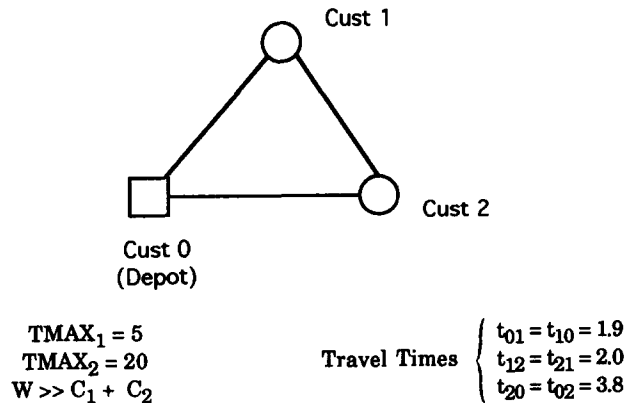 Cust 1
Cust 2
Cust 0
(Depot)
TMAX₁ = 5
TMAX₂ = 20
W >> C₁ + C₂
Travel Times
t₀₁ = t₁₀ = 1.9
t₁₂ = t₂₁ = 2.0
t₂₀ = t₀₂ = 3.8